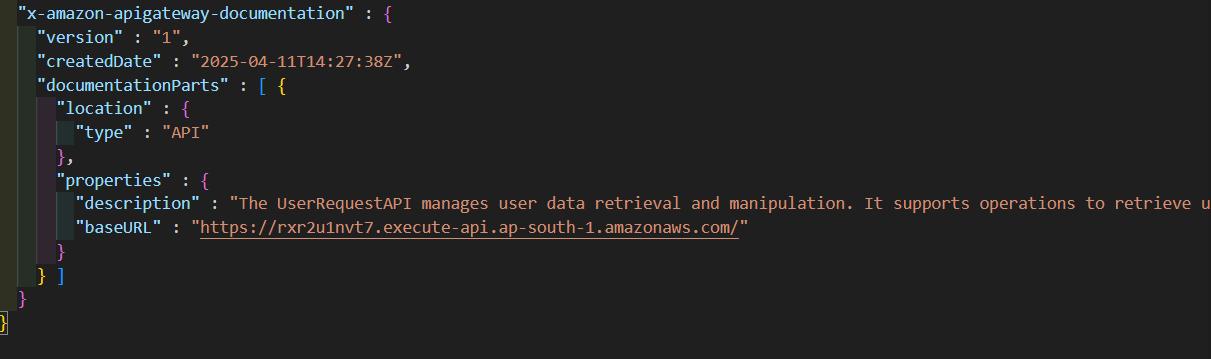 "x-amazon-apigateway-documentation" : {
"version" : "1",
"createdDate" : "2025-04-11T14:27:38Z",
"documentationParts" : [ {
"location" : {
"type" : "API"
},
"properties" : {
"description" : "The UserRequestAPI manages user data retrieval and manipulation. It supports operations to retrieve u
"baseURL" : "https://rxr2u1nvt7.execute-api.ap-south-1.amazonaws.com/"
}
} ]
}
}